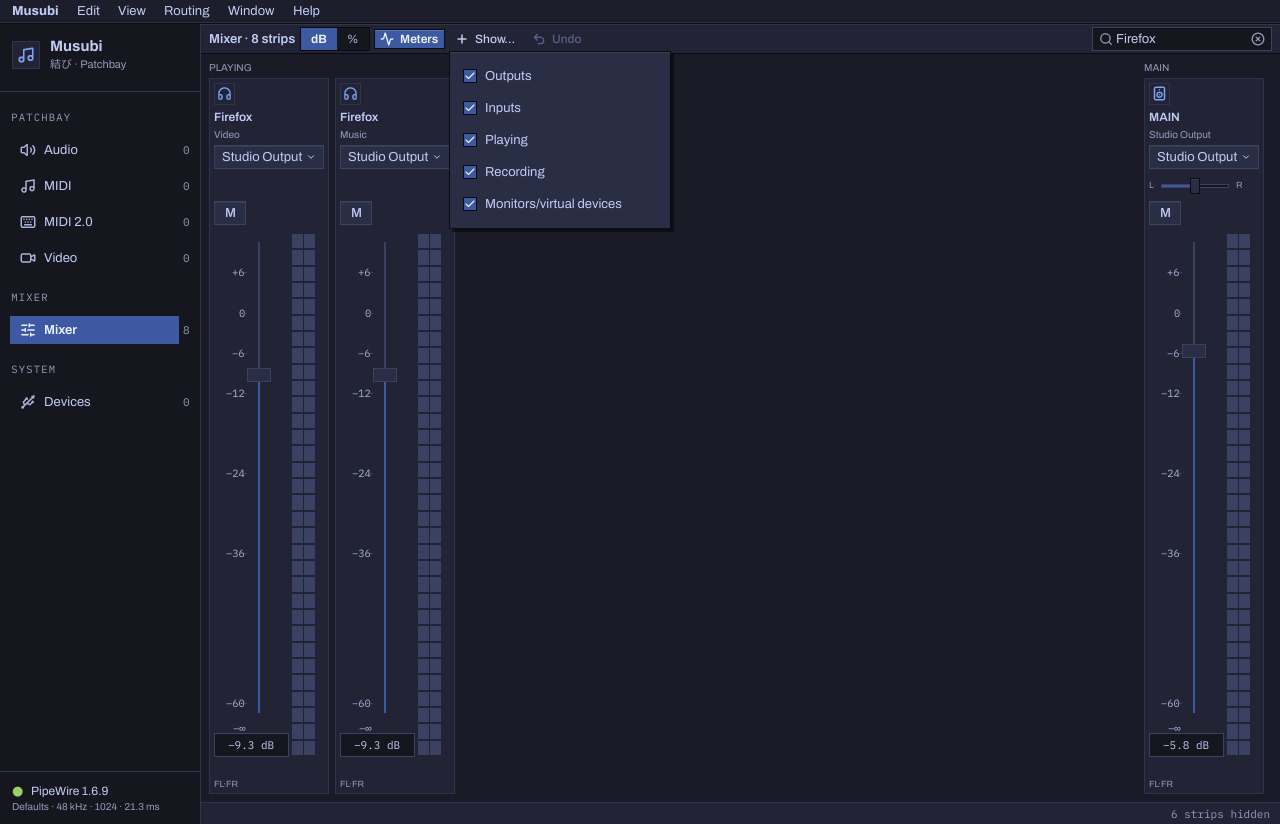 Musubi Edit View Routing Window Help
Musubi
結び · Patchbay
PATCHBAY
Audio 0
MIDI 0
MIDI 2.0 0
Video 0
MIXER
Mixer 8
SYSTEM
Devices 0
PipeWire 1.6.9
Defaults · 48 kHz · 1024 · 21.3 ms
Mixer · 8 strips dB % Meters Show... Undo Firefox
Outputs
Inputs
Playing
Recording
Monitors/virtual devices
PLAYING
Firefox
Video
Studio Output
M
+6
0
−6
−12
−24
−36
−60
−∞
−9.3 dB
FL·FR
Firefox
Music
Studio Output
M
+6
0
−6
−12
−24
−36
−60
−∞
−9.3 dB
FL·FR
MAIN
MAIN
Studio Output
Studio Output
L R
M
+6
0
−6
−12
−24
−36
−60
−∞
−5.8 dB
FL·FR
6 strips hidden